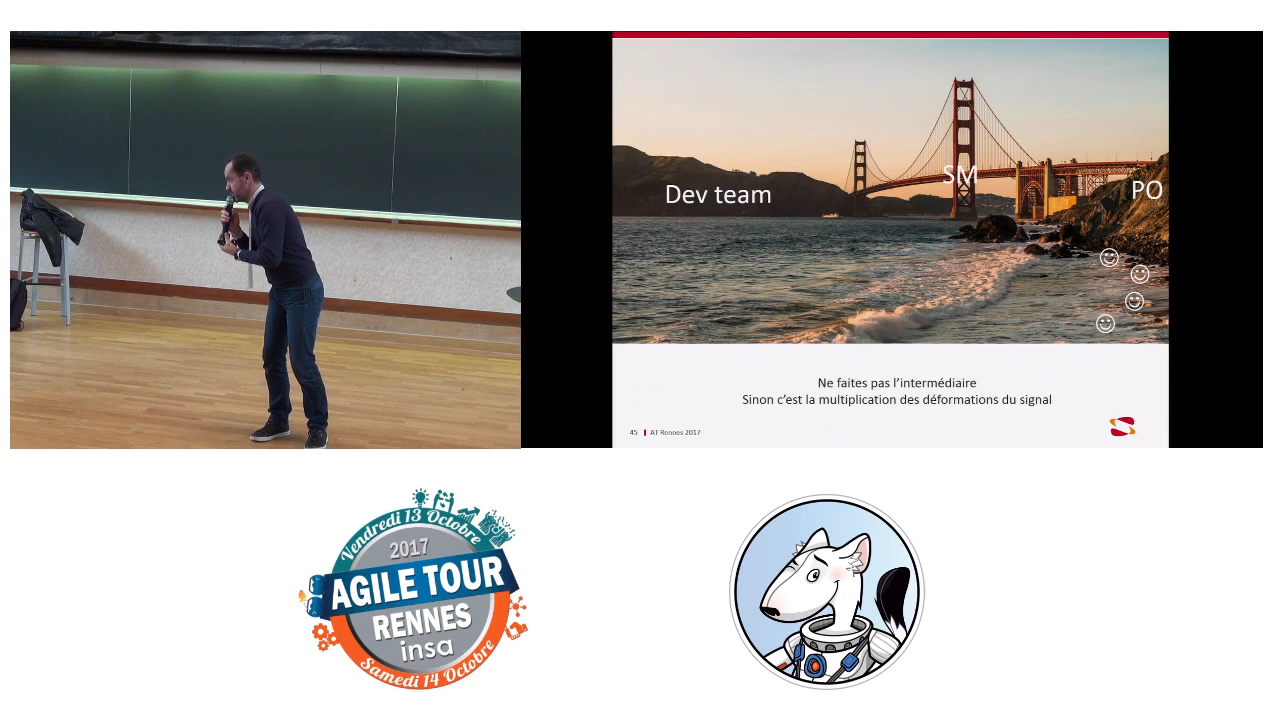 Dev team
SM
PO
Ne faites pas l'intermédiaire
Sinon c'est la multiplication des déformations du signal
45 AT Rennes 2017
Vendredi 13 Octobre
2017
AGILE TOUR
RENNES
insa
Samedi 14 Octobre